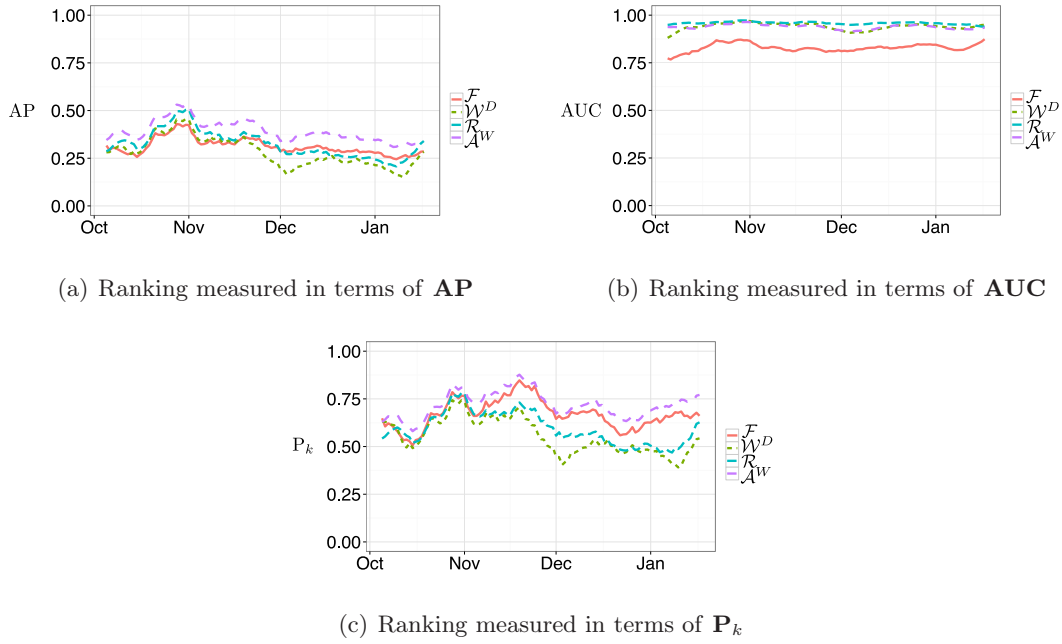 1.00
0.75
AP
0.50
0.25
0.00
Oct Nov Dec Jan
F
W^D
R
A^W
(a) Ranking measured in terms of AP
1.00
0.75
AUC
0.50
0.25
0.00
Oct Nov Dec Jan
F
W^D
R
A^W
(b) Ranking measured in terms of AUC
1.00
0.75
P_k
0.50
0.25
0.00
Oct Nov Dec Jan
F
W^D
R
A^W
(c) Ranking measured in terms of P_k